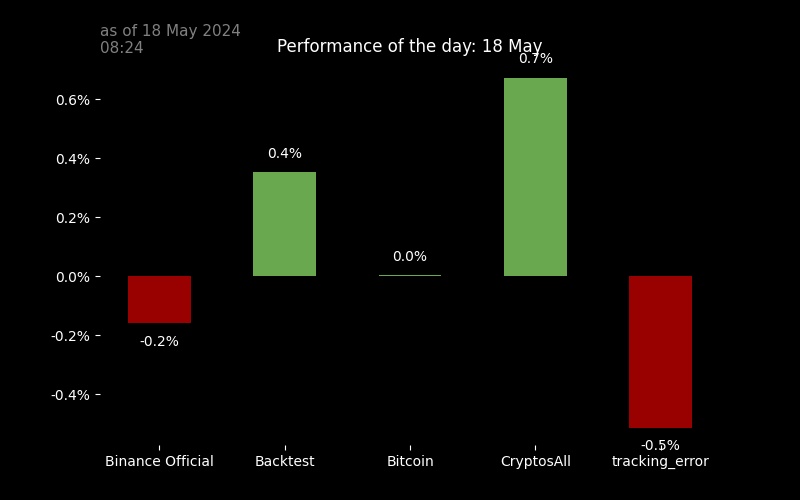 as of 18 May 2024
08:24
Performance of the day: 18 May
0.7%
0.6%
0.4%
0.4%
0.2%
0.0%
0.0%
-0.2%
-0.2%
-0.4%
-0.5%
Binance Official
Backtest
Bitcoin
CryptosAll
tracking_error